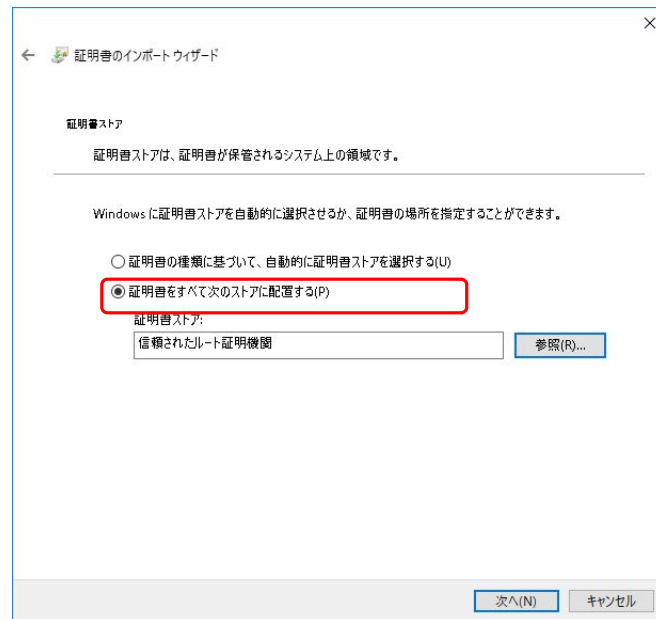 証明書のインポート ウィザード
証明書ストア
証明書ストアは、証明書が保管されるシステム上の領域です。
Windows に証明書ストアを自動的に選択させるか、証明書の場所を指定することができます。
証明書の種類に基づいて、自動的に証明書ストアを選択する(U)
証明書をすべて次のストアに配置する(P)
証明書ストア:
信頼されたルート証明機関
参照(R)...
次へ(N)
キャンセル